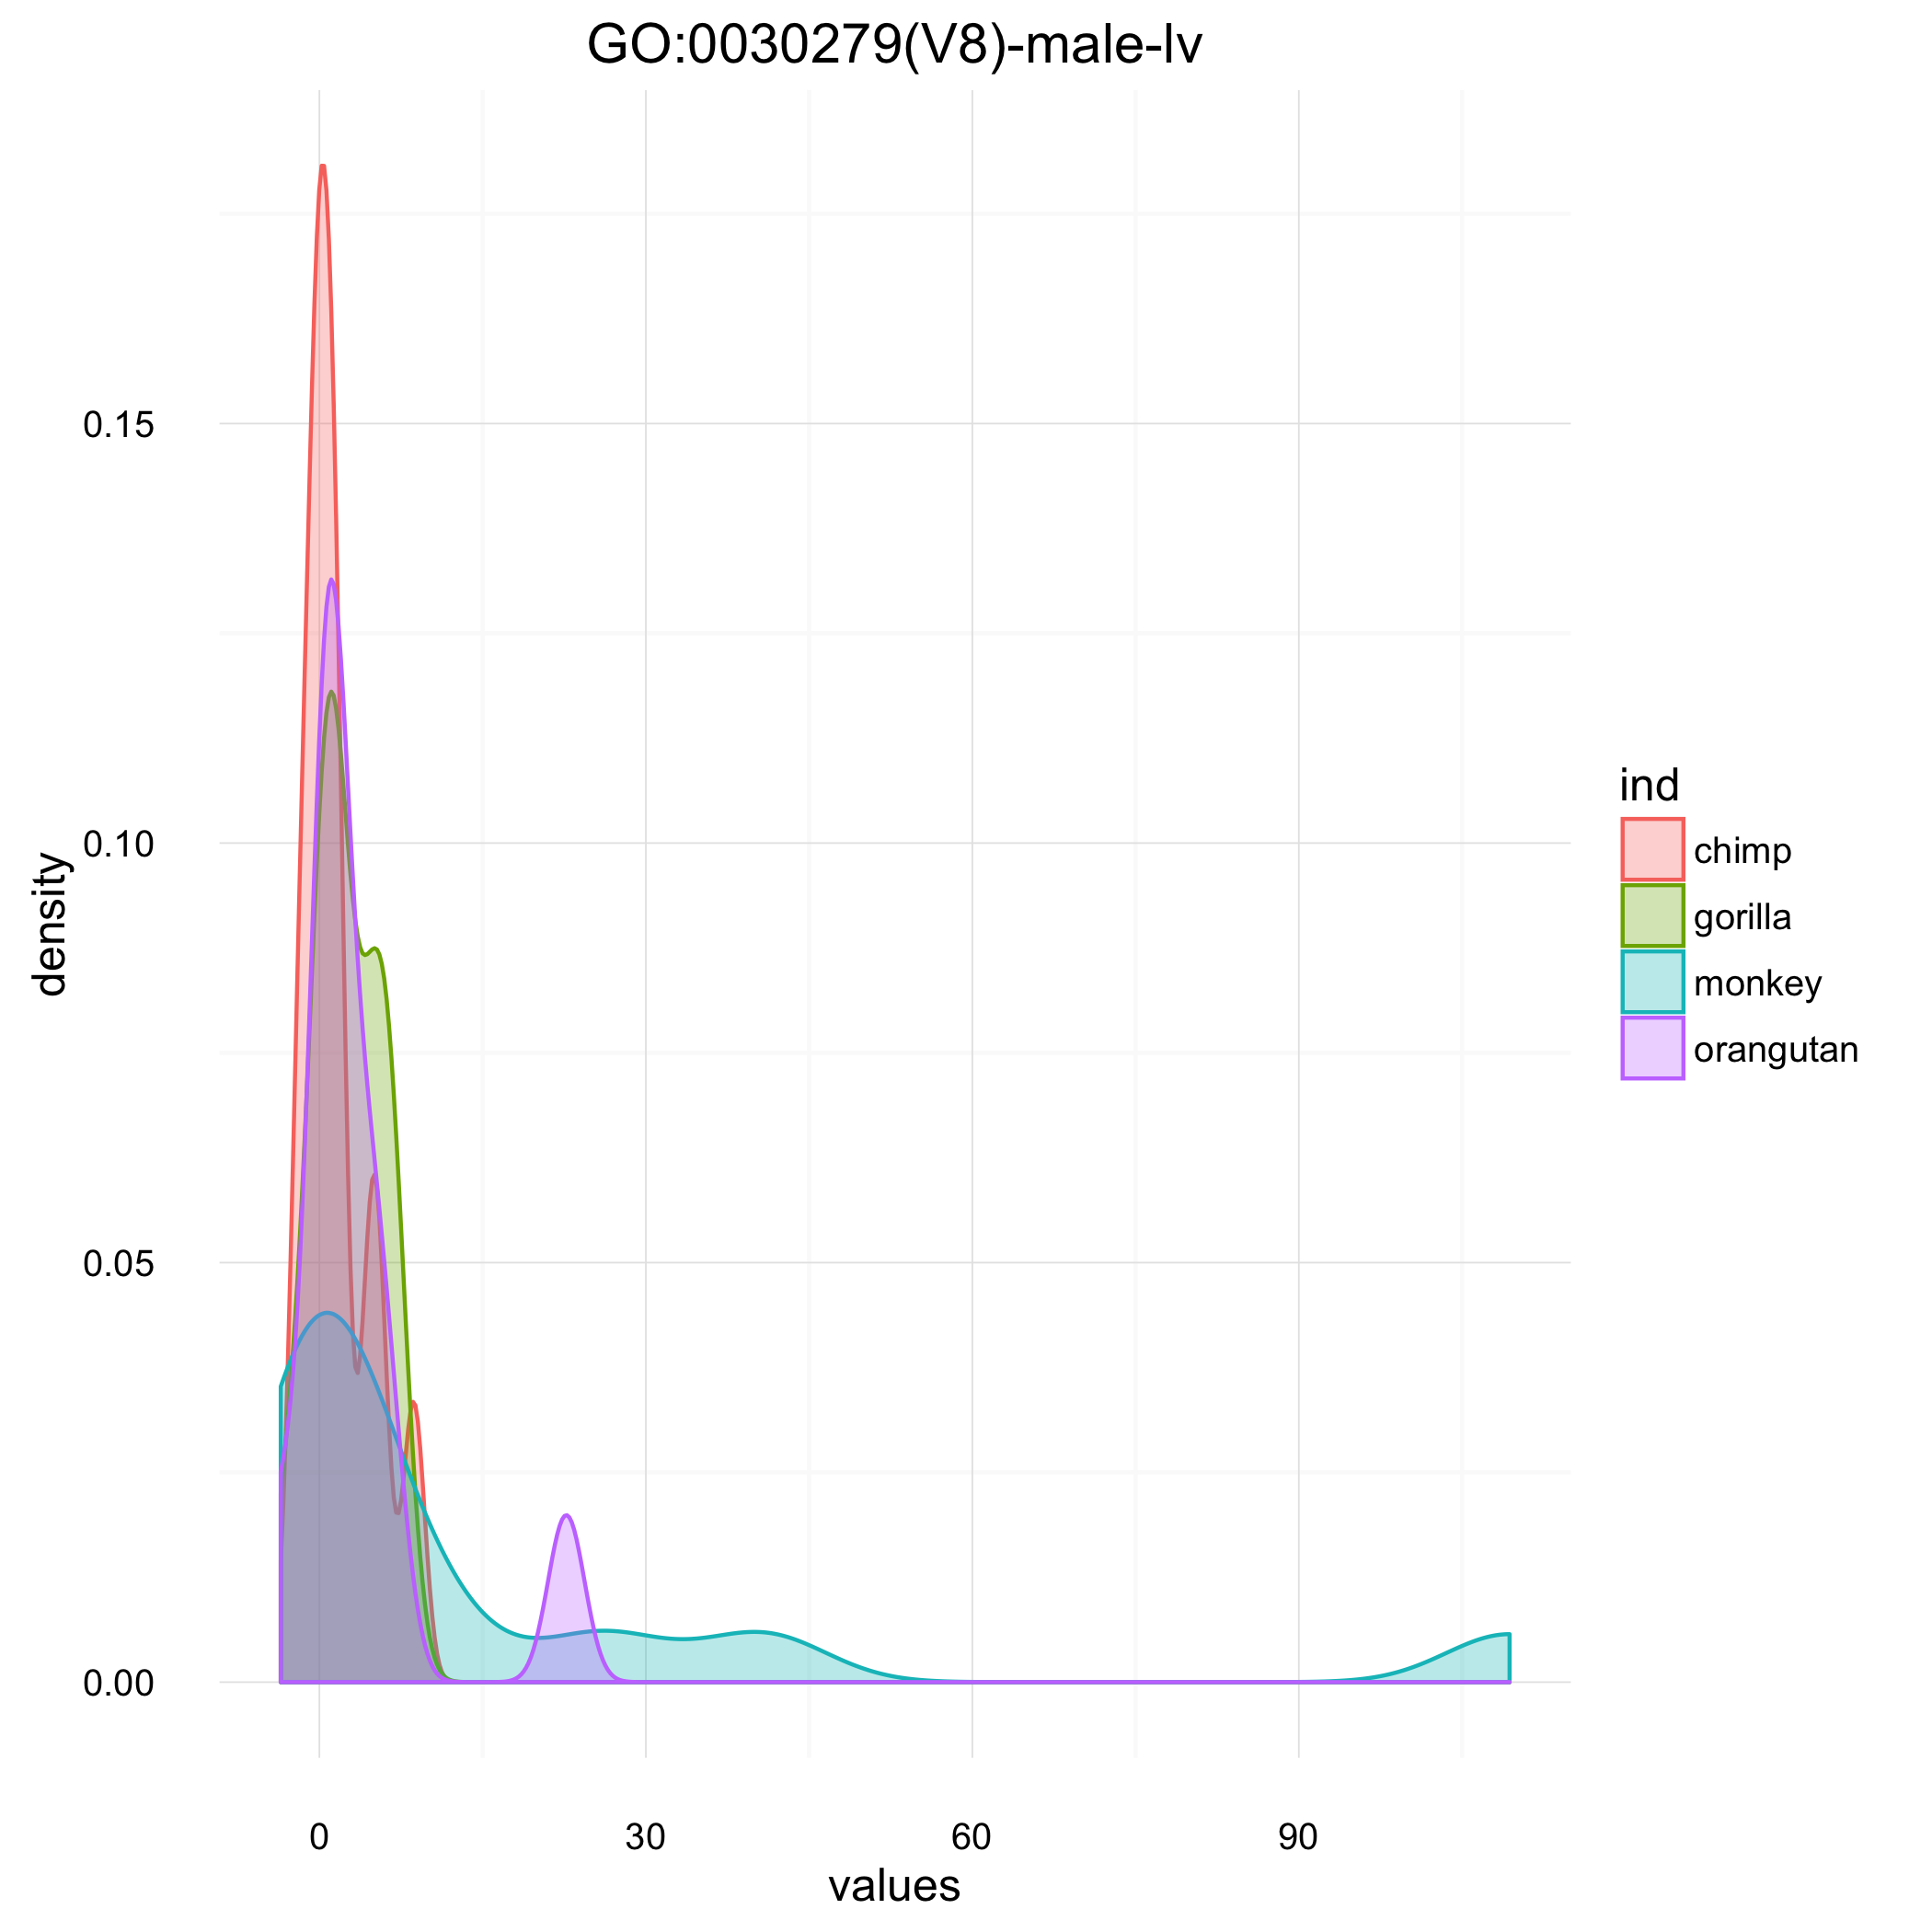 GO:0030279(V8)-male-lv
0.15
0.10
0.05
0.00
density
0
30
60
90
values
ind
chimp
gorilla
monkey
orangutan